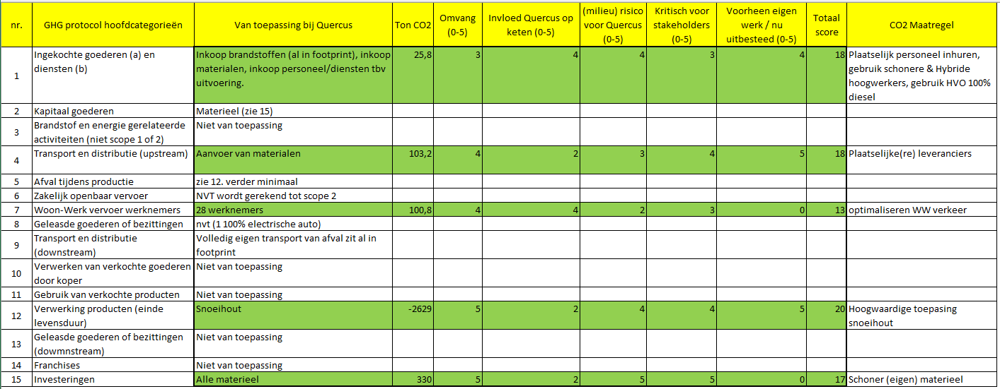 nr. GHG protocol hoofdcategorieën Van toepassing bij Quercus Ton CO2 Omvang (0-5) Invloed Quercus op keten (0-5) (milieu) risico voor Quercus (0-5) Kritisch voor stakeholders (0-5) Voorheen eigen werk / nu uitbesteed (0-5) Totaal score CO2 Maatregel
1 Ingekochte goederen (a) en diensten (b) Inkoop brandstoffen (al in footprint), inkoop materialen, inkoop personeel/diensten tbv uitvoering. 25,8 3 4 4 3 4 18 Plaatselijk personeel inhuren, gebruik schonere & Hybride hoogwerkers, gebruik HVO 100% diesel
2 Kapitaal goederen Materieel (zie 15)
3 Brandstof en energie gerelateerde activiteiten (niet scope 1 of 2) Niet van toepassing
4 Transport en distributie (upstream) Aanvoer van materialen 103,2 4 2 3 4 5 18 Plaatselijke(re) leveranciers
5 Afval tijdens productie zie 12. verder minimaal
6 Zakelijk openbaar vervoer NVT wordt gerekend tot scope 2
7 Woon-Werk vervoer werknemers 28 werknemers 100,8 4 4 2 3 0 13 optimaliseren WW verkeer
8 Geleasde goederen of bezittingen nvt (1 100% electrische auto)
9 Transport en distributie (downstream) Volledig eigen transport van afval zit al in footprint
10 Verwerken van verkochte goederen door koper Niet van toepassing
11 Gebruik van verkochte producten Niet van toepassing
12 Verwerking producten (einde levensduur) Snoeihout -2629 5 2 4 4 5 20 Hoogwaardige toepasing snoeihout
13 Geleasde goederen of bezittingen (dowmnstream) Niet van toepassing
14 Franchises Niet van toepassing
15 Investeringen Alle materieel 330 5 2 5 5 0 17 Schoner (eigen) materieel